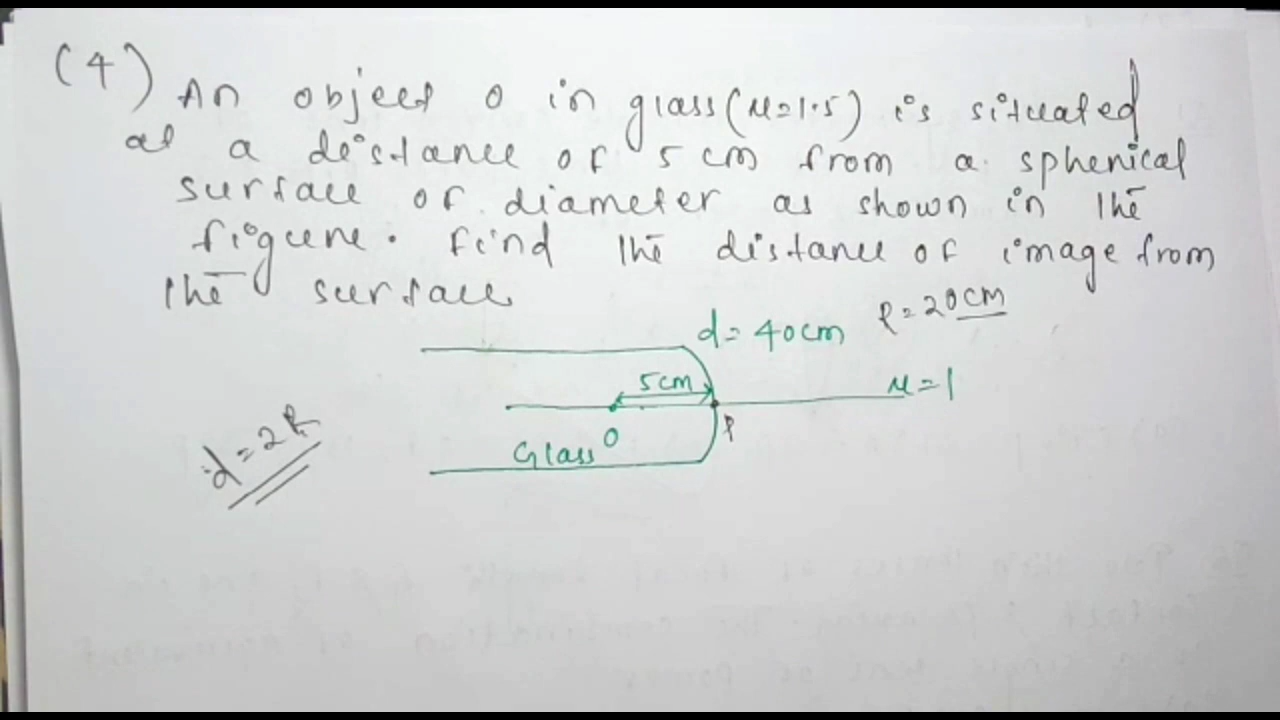 (4) An object O in glass (μ=1.5) is situated
at a distance of 5 cm from a spherical
surface of diameter as shown in the
figure. Find the distance of image from
the surface
R = 20cm
d = 40cm
5cm
μ = 1
P
O
Glass
d = 2R